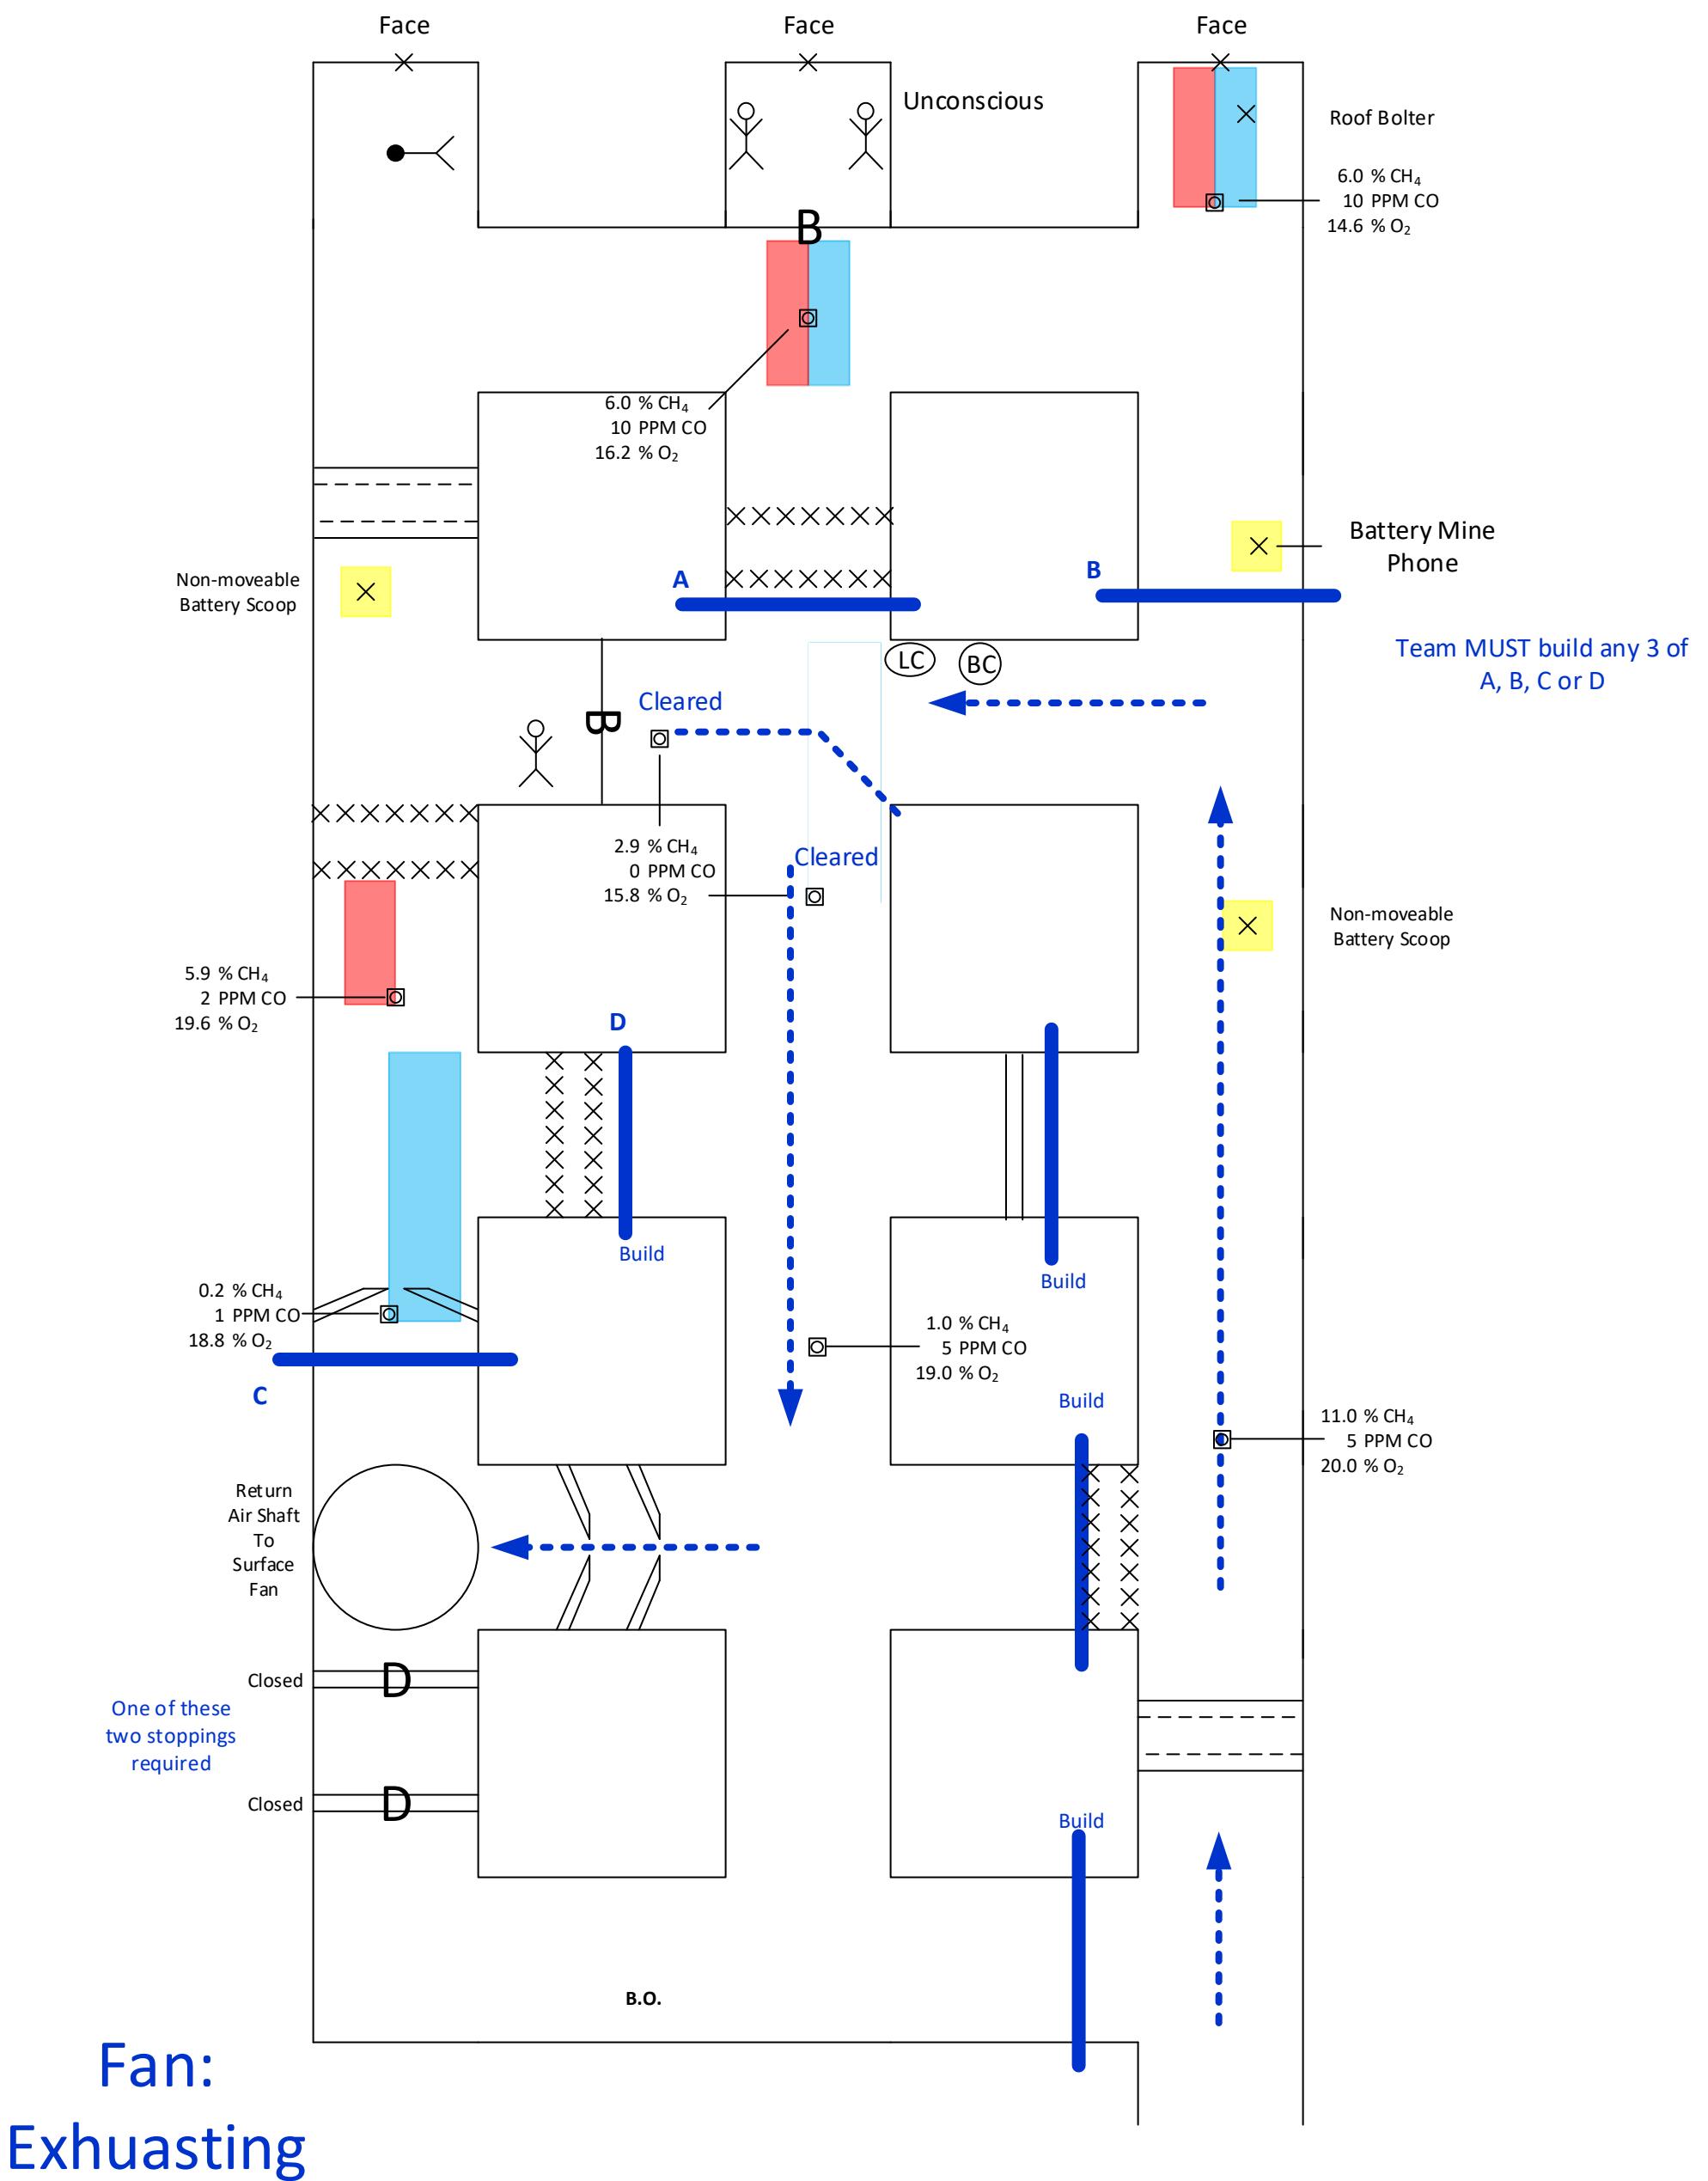 Face
Face
Face
Unconscious
Roof Bolter
6.0 % CH₄
10 PPM CO
14.6 % O₂
B
6.0 % CH₄
10 PPM CO
16.2 % O₂
Battery Mine
Phone
Non-moveable
Battery Scoop
A
B
Team MUST build any 3 of
A, B, C or D
LC
BC
Cleared
B
2.9 % CH₄
0 PPM CO
15.8 % O₂
Cleared
Non-moveable
Battery Scoop
5.9 % CH₄
2 PPM CO
19.6 % O₂
D
Build
Build
0.2 % CH₄
1 PPM CO
18.8 % O₂
C
1.0 % CH₄
5 PPM CO
19.0 % O₂
Build
11.0 % CH₄
5 PPM CO
20.0 % O₂
Return
Air Shaft
To
Surface
Fan
Closed
D
One of these
two stoppings
required
Closed
D
Build
B.O.
Fan:
Exhuasting